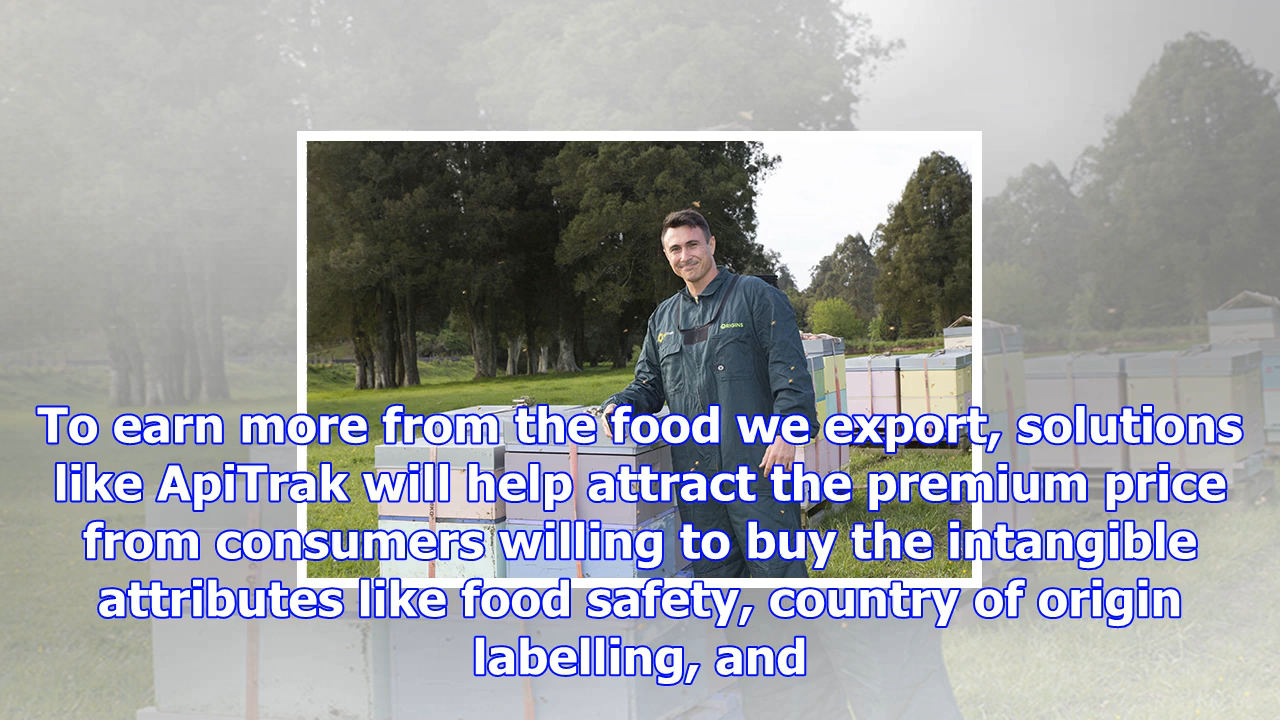 ORIGINS
To earn more from the food we export, solutions
like ApiTrak will help attract the premium price
from consumers willing to buy the intangible
attributes like food safety, country of origin
labelling, and